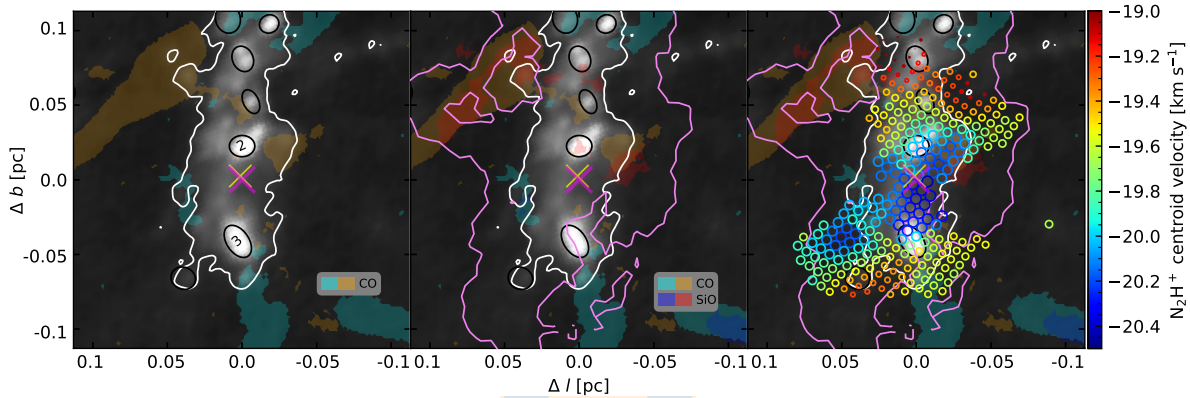 0.1
0.05
0.0
-0.05
-0.1
Δ b [pc]
2
3
CO
CO
SiO
0.1 0.05 0.0 -0.05 -0.1
0.05 0.0 -0.05 -0.1
0.05 0.0 -0.05 -0.1
Δ l [pc]
−19.0
−19.2
−19.4
−19.6
−19.8
−20.0
−20.2
−20.4
N₂H⁺ centroid velocity [km s⁻¹]